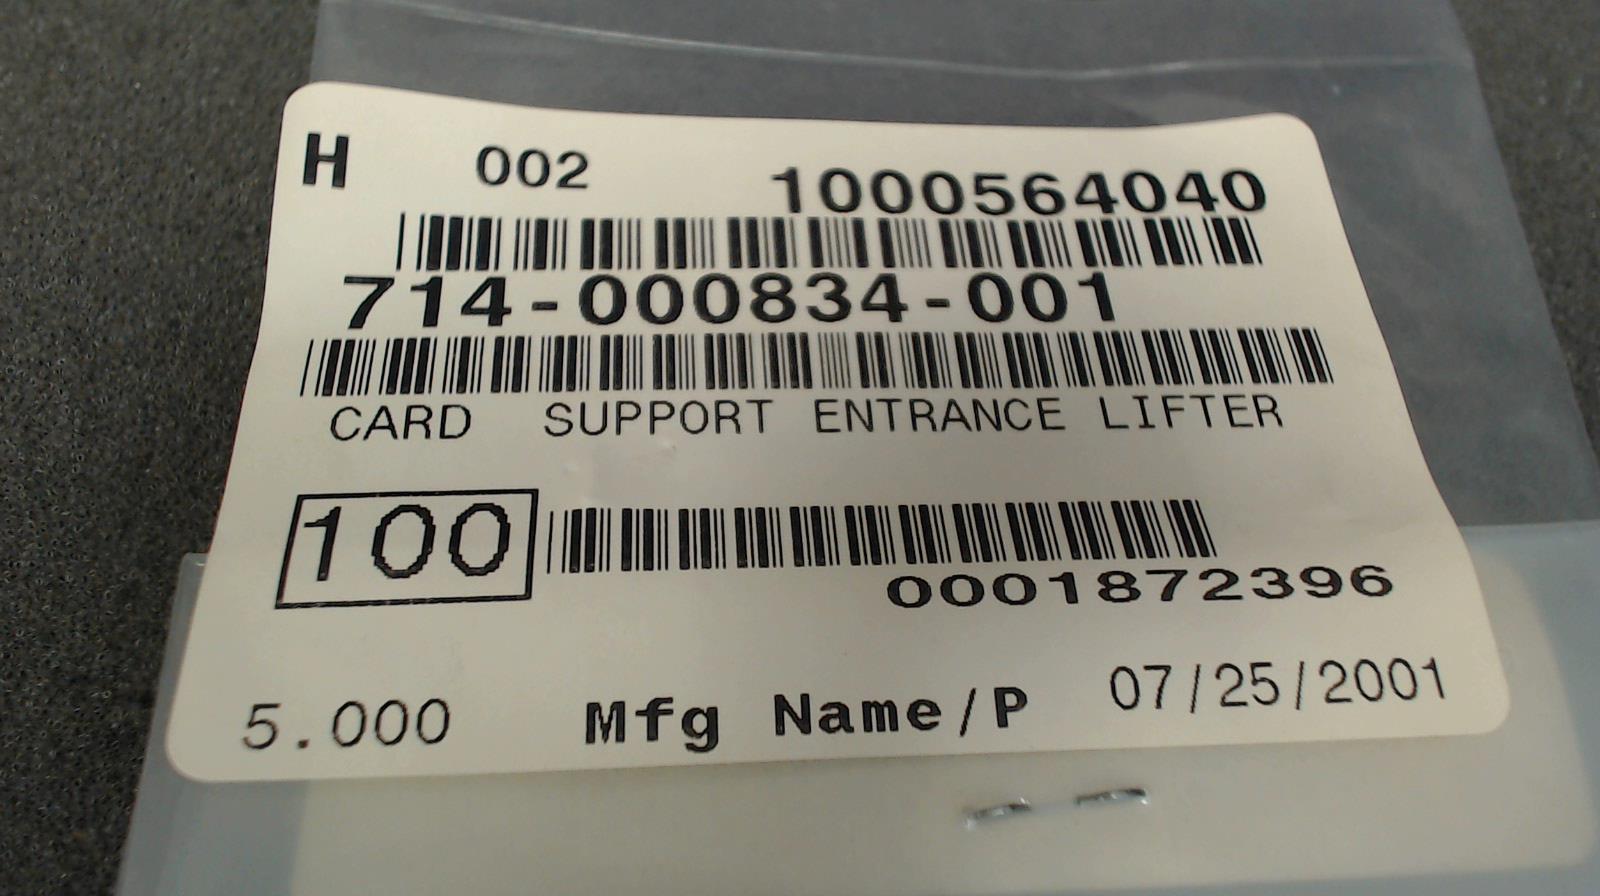 H 002 1000564040
714-000834-001
CARD SUPPORT ENTRANCE LIFTER
100
0001872396
5.000 Mfg Name/P 07/25/2001